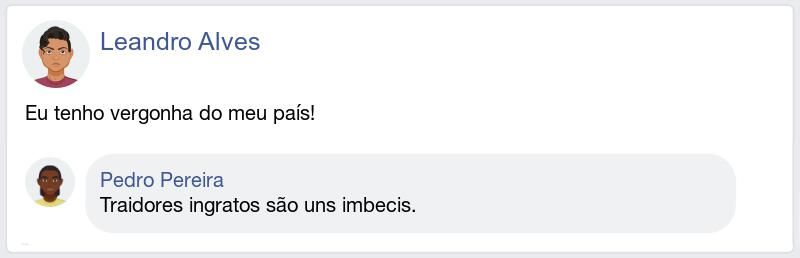 Leandro Alves
Eu tenho vergonha do meu país!
Pedro Pereira
Traidores ingratos são uns imbecis.